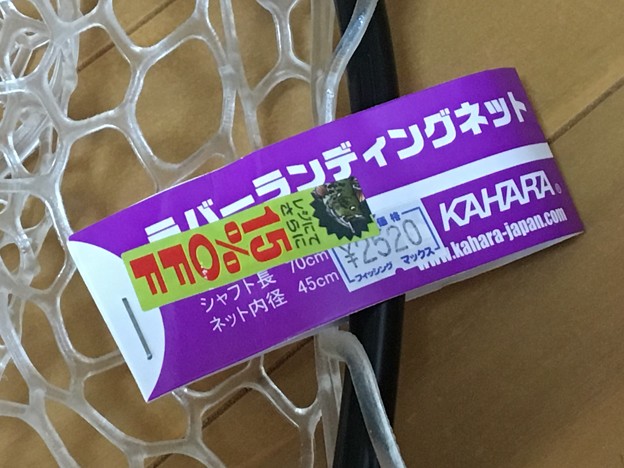 ラバーランディングネット
KAHARA®
www.kahara-japan.com
シャフト長 70cm
ネット内径 45cm
レジにて
さらに
15%OFF
価格
¥2520
フィッシング マックス